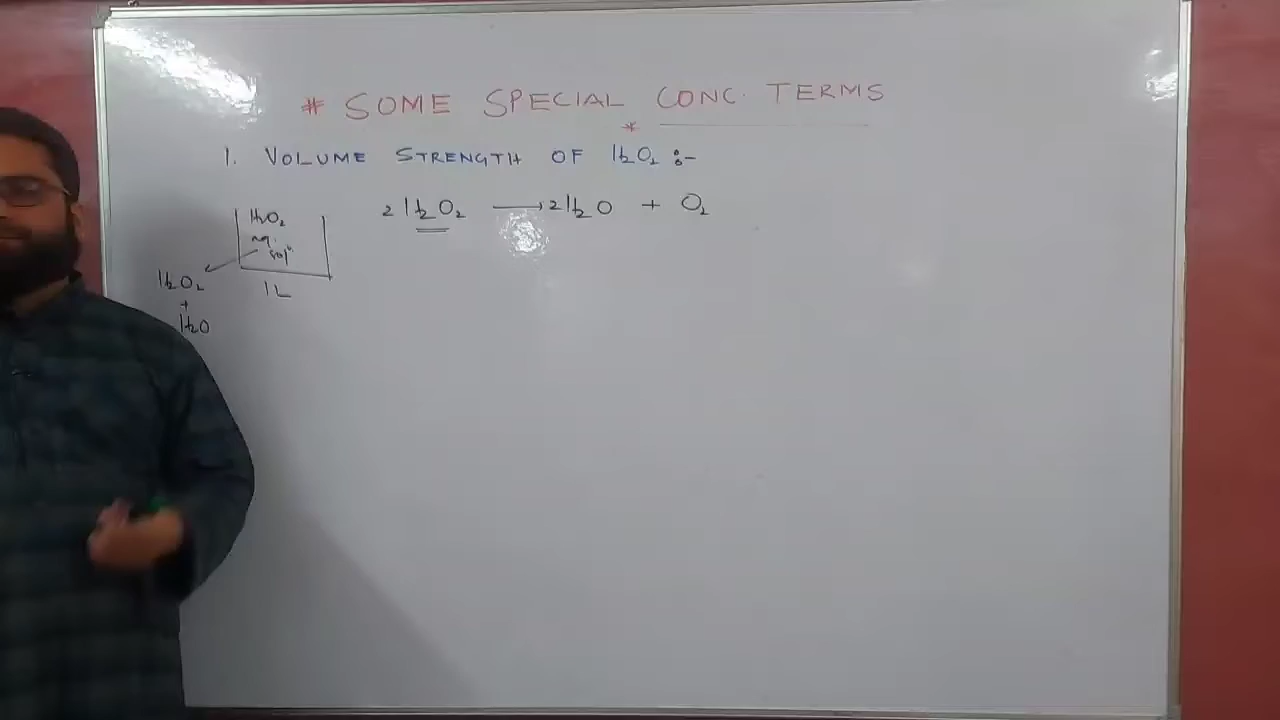 # SOME SPECIAL CONC. TERMS
*
1. VOLUME STRENGTH OF H₂O₂ :-
2 H₂O₂ ⟶ 2 H₂O + O₂
H₂O₂
aq.
solⁿ
1L
H₂O₂
+
H₂O